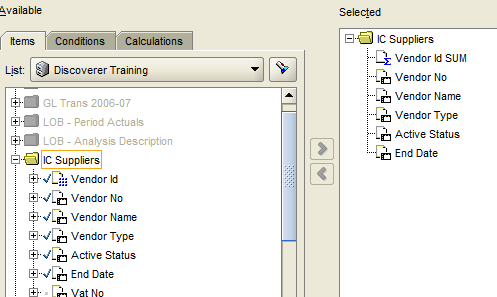 Available
Selected
Items
Conditions
Calculations
List:
Discoverer Training
GL Trans 2006-07
LOB - Period Actuals
LOB - Analysis Description
IC Suppliers
Vendor Id
Vendor No
Vendor Name
Vendor Type
Active Status
End Date
Vat No
IC Suppliers
Vendor Id SUM
Vendor No
Vendor Name
Vendor Type
Active Status
End Date